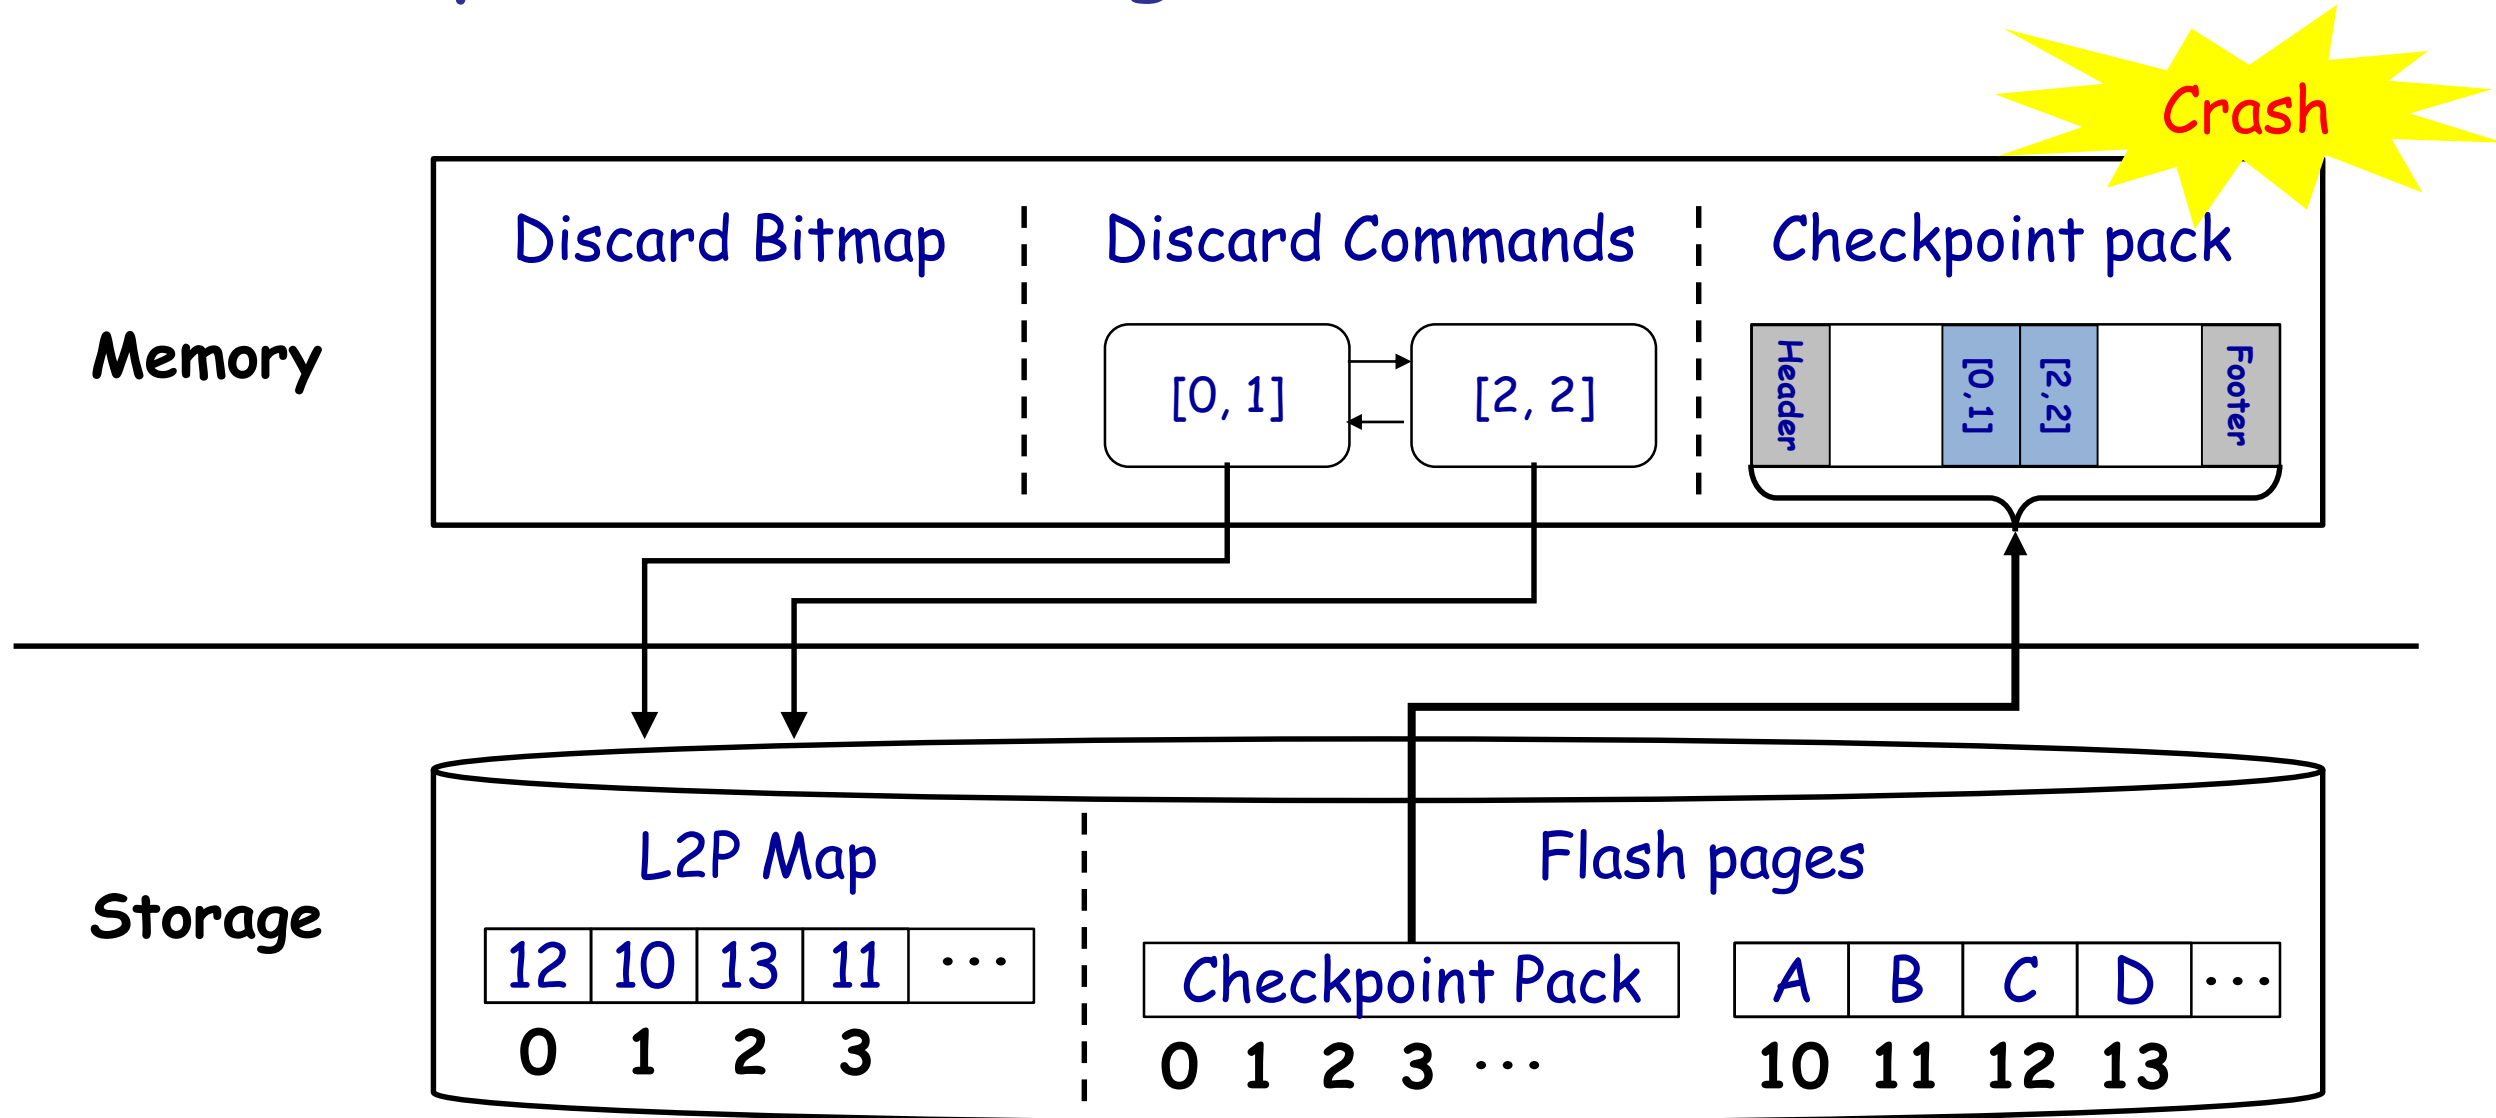 Crash
Discard Bitmap
Discard Commands
Checkpoint pack
Memory
[0, 1]
[2, 2]
Header
[0, 1]
[2, 2]
Footer
L2P Map
Flash pages
Storage
12 10 13 11 ...
0 1 2 3
Checkpoint Pack
0 1 2 3 ...
A B C D ...
10 11 12 13